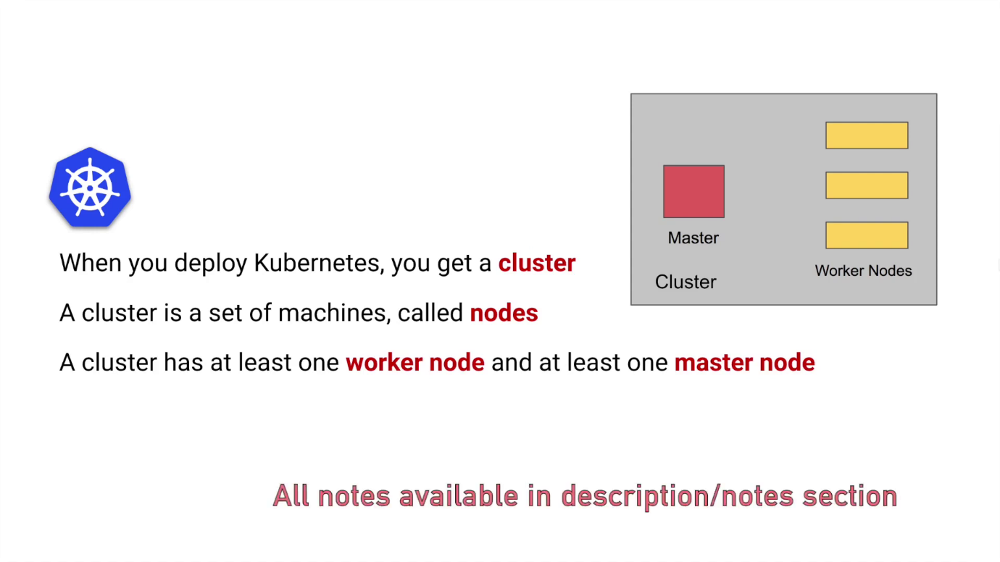 Master
Worker Nodes
Cluster
When you deploy Kubernetes, you get a cluster
A cluster is a set of machines, called nodes
A cluster has at least one worker node and at least one master node
All notes available in description/notes section